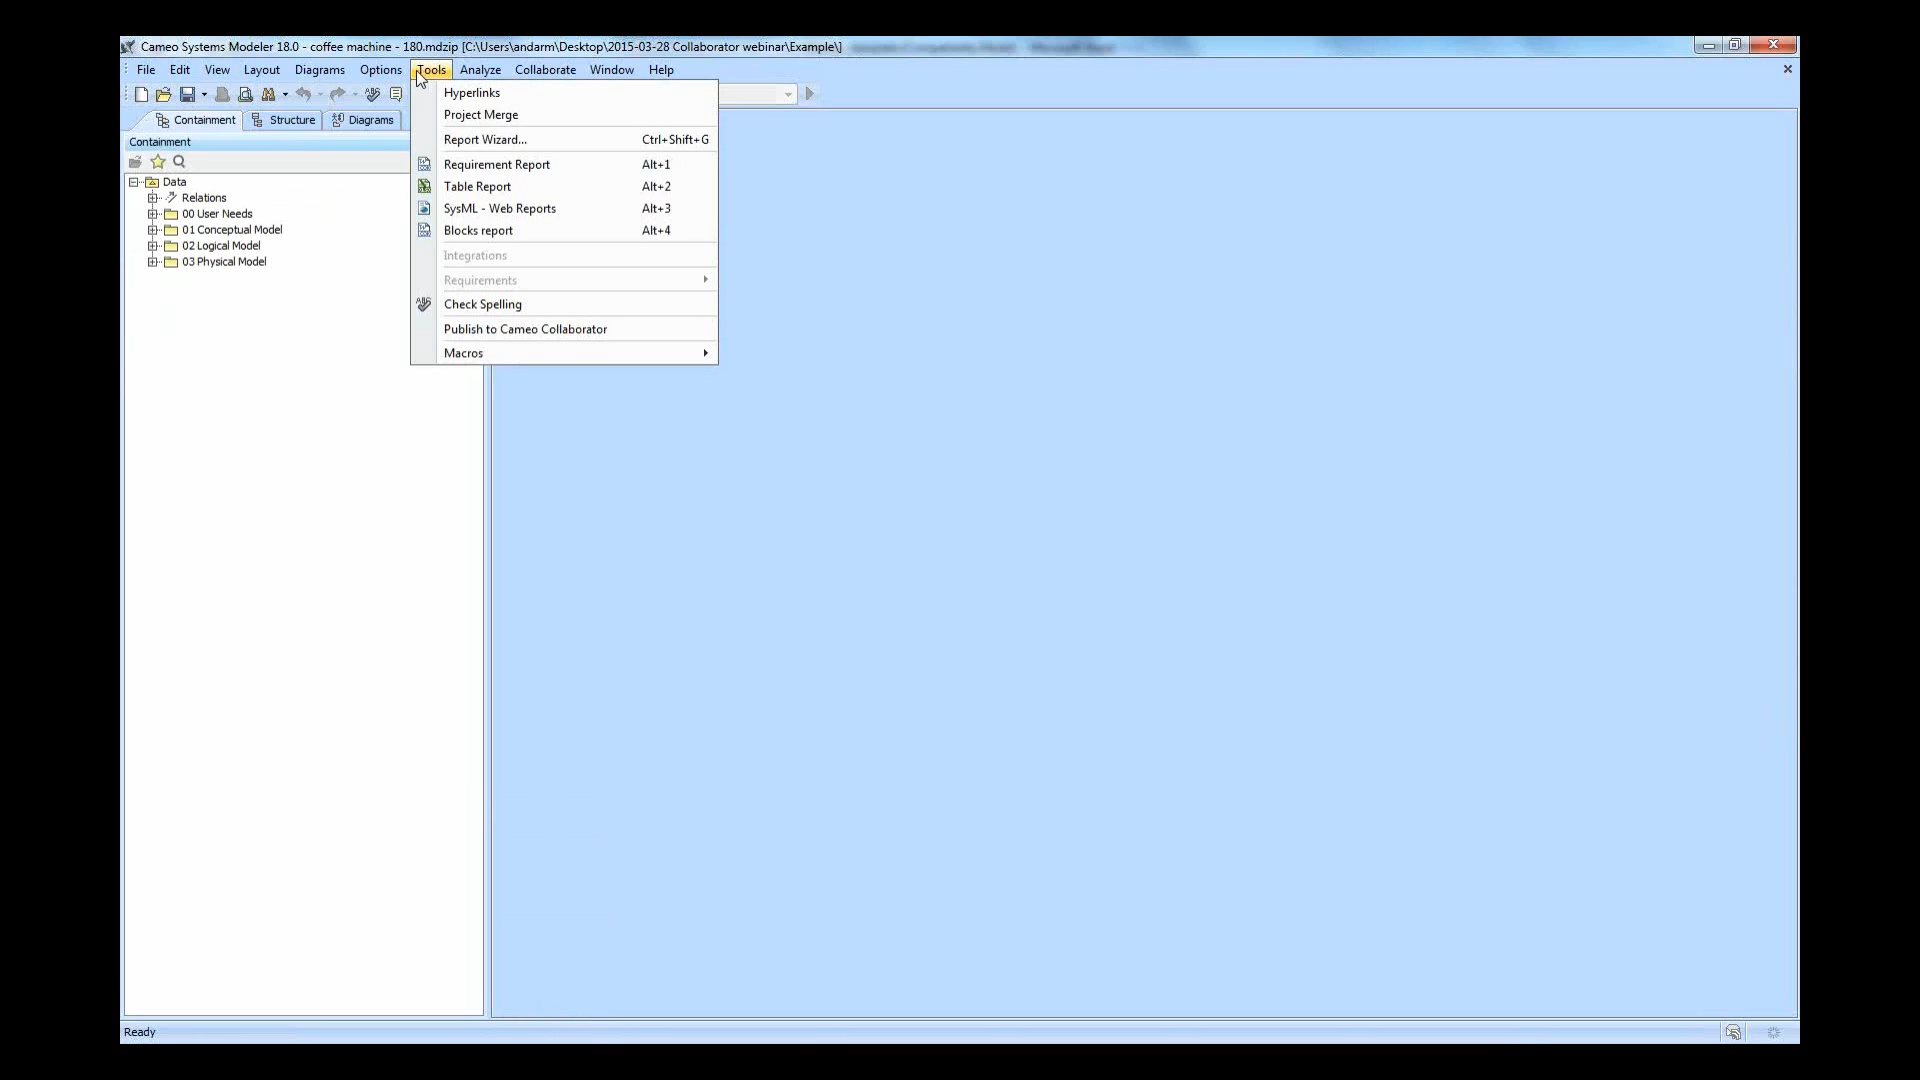 Cameo Systems Modeler 18.0 - coffee machine - 180.mdzip [C:\Users\andarm\Desktop\2015-03-28 Collaborator webinar\Example\]
File Edit View Layout Diagrams Options Tools Analyze Collaborate Window Help
Containment Structure Diagrams
Containment
Data
Relations
00 User Needs
01 Conceptual Model
02 Logical Model
03 Physical Model
Hyperlinks
Project Merge
Report Wizard... Ctrl+Shift+G
Requirement Report Alt+1
Table Report Alt+2
SysML - Web Reports Alt+3
Blocks report Alt+4
Integrations
Requirements
Check Spelling
Publish to Cameo Collaborator
Macros
Ready